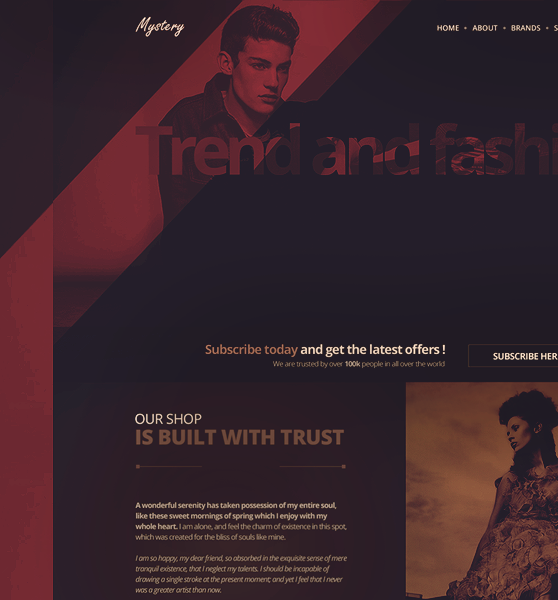 Mystery
HOME • ABOUT • BRANDS • S
Trend and fash
Subscribe today and get the latest offers !
We are trusted by over 100k people in all over the world
SUBSCRIBE HER
OUR SHOP
IS BUILT WITH TRUST
A wonderful serenity has taken possession of my entire soul,
like these sweet mornings of spring which I enjoy with my
whole heart. I am alone, and feel the charm of existence in this spot,
which was created for the bliss of souls like mine.
I am so happy, my dear friend, so absorbed in the exquisite sense of mere
tranquil existence, that I neglect my talents. I should be incapable of
drawing a single stroke at the present moment; and yet I feel that I never
was a greater artist than now.